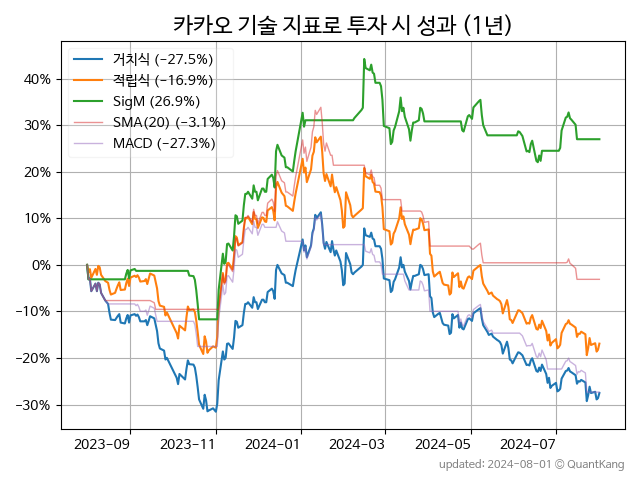 카카오 기술 지표로 투자 시 성과 (1년)
거치식 (−27.5%)
적립식 (−16.9%)
SigM (26.9%)
SMA(20) (−3.1%)
MACD (−27.3%)
40%
30%
20%
10%
0%
−10%
−20%
−30%
2023−09 2023−11 2024−01 2024−03 2024−05 2024−07
updated: 2024-08-01 © QuantKang